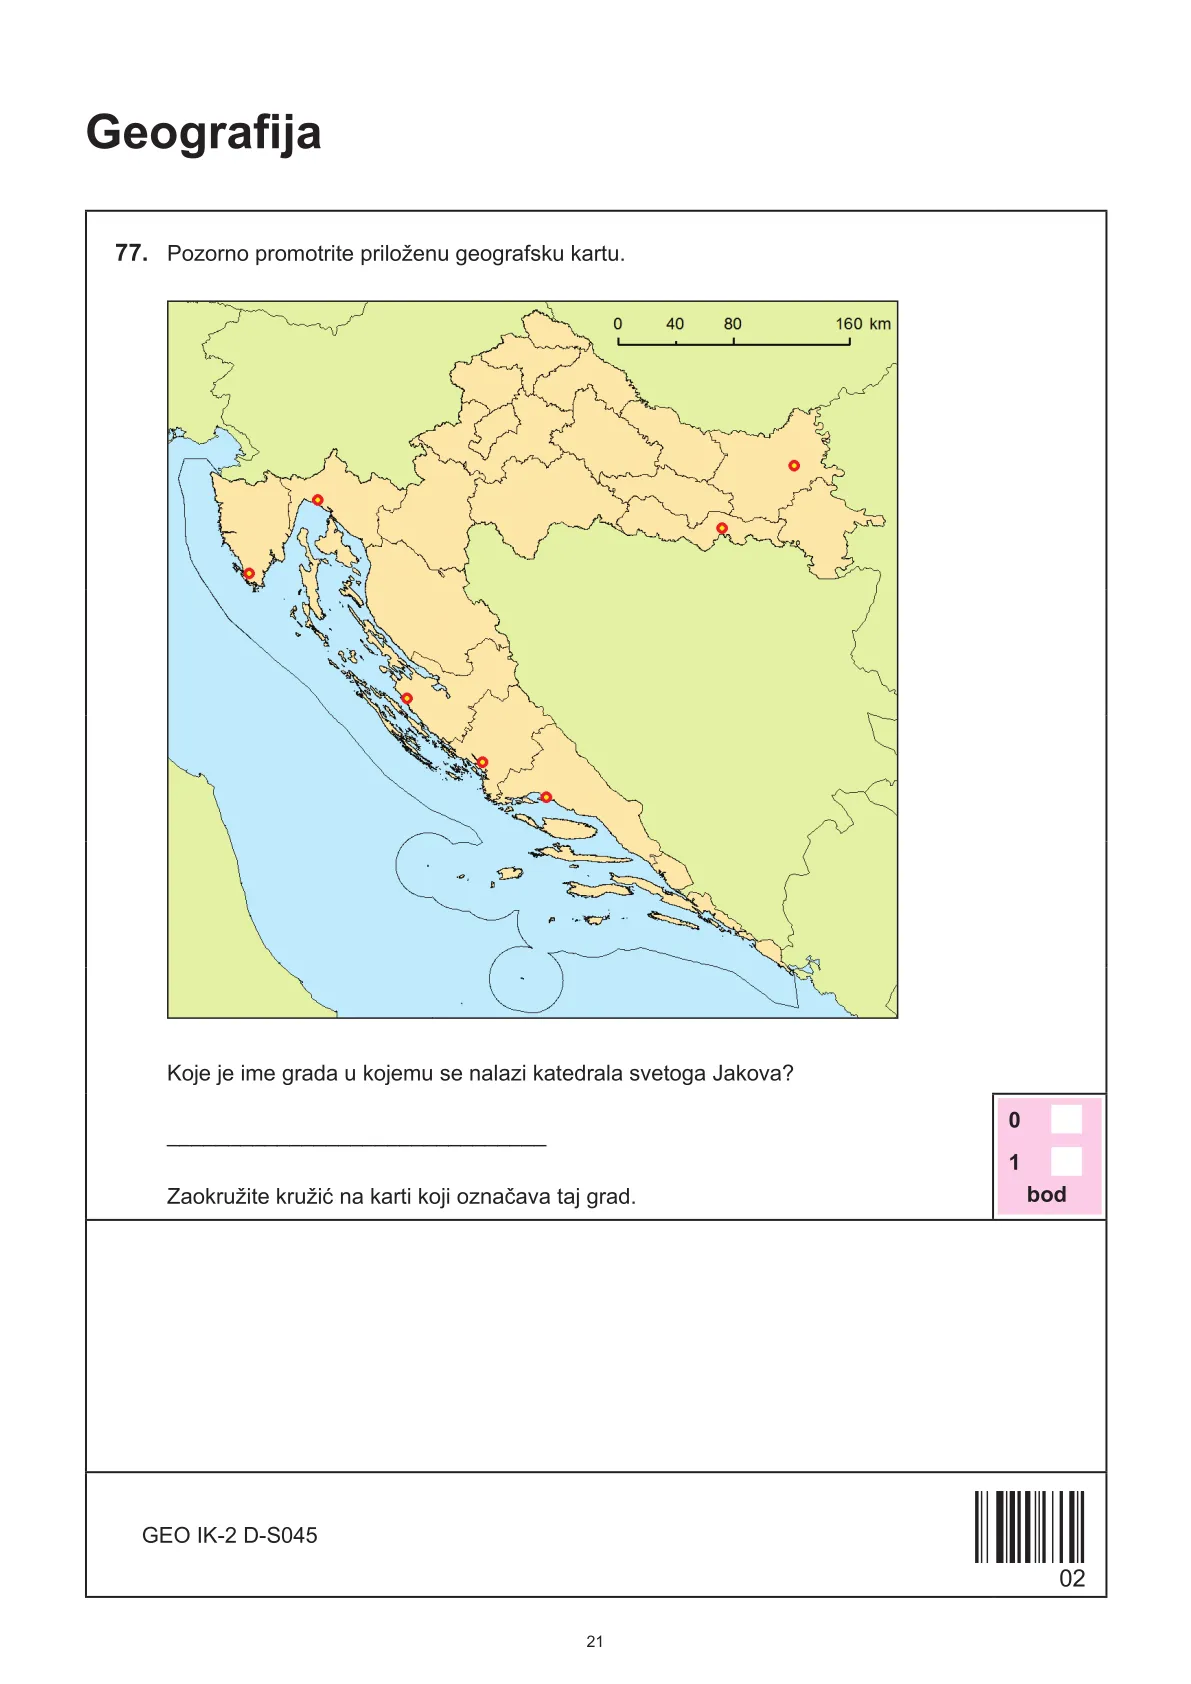 Geografija
77. Pozorno promotrite priloženu geografsku kartu.
0 40 80 160 km
Koje je ime grada u kojemu se nalazi katedrala svetoga Jakova?
_______________________________
Zaokružite kružić na karti koji označava taj grad.
0
1
bod
GEO IK-2 D-S045
02
21